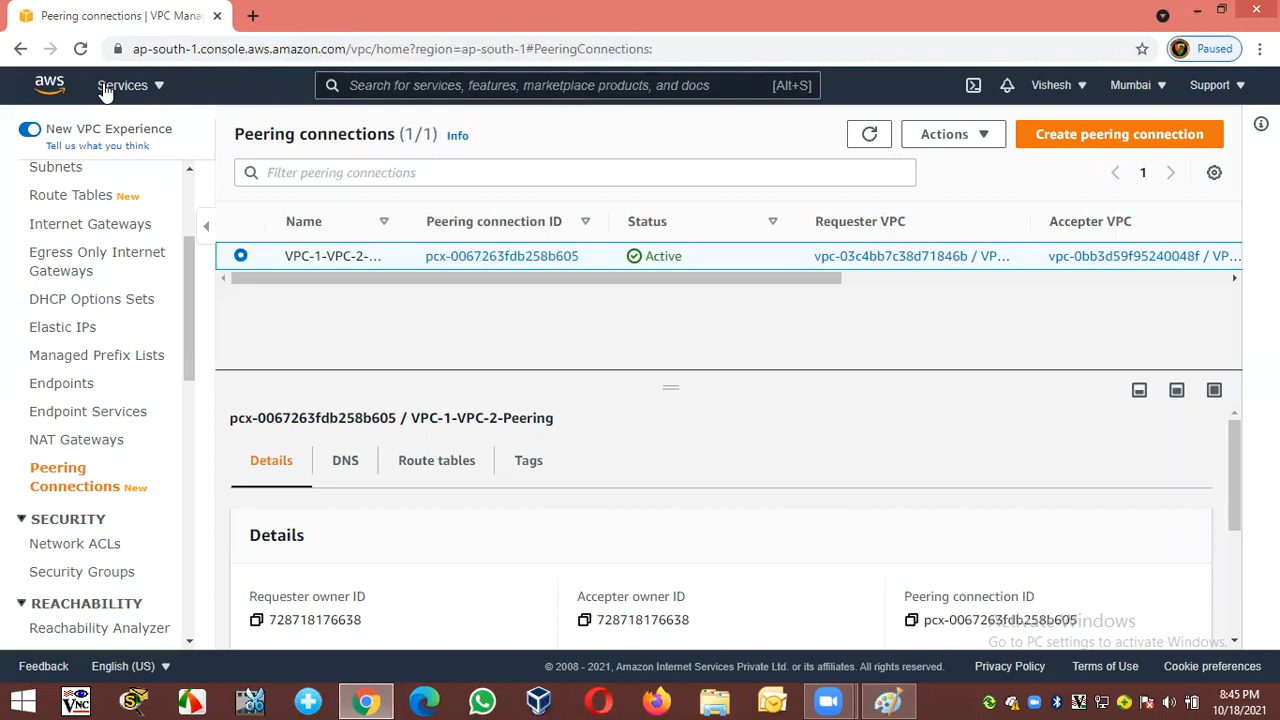 Peering connections | VPC Mana
ap-south-1.console.aws.amazon.com/vpc/home?region=ap-south-1#PeeringConnections:
Paused
aws
Services
Search for services, features, marketplace products, and docs
[Alt+S]
Vishesh
Mumbai
Support
New VPC Experience
Tell us what you think
Subnets
Route Tables New
Internet Gateways
Egress Only Internet
Gateways
DHCP Options Sets
Elastic IPs
Managed Prefix Lists
Endpoints
Endpoint Services
NAT Gateways
Peering
Connections New
SECURITY
Network ACLs
Security Groups
REACHABILITY
Reachability Analyzer
Peering connections (1/1) Info
Actions
Create peering connection
Filter peering connections
1
Name
Peering connection ID
Status
Requester VPC
Accepter VPC
VPC-1-VPC-2-...
pcx-0067263fdb258b605
Active
vpc-03c4bb7c38d71846b / VP...
vpc-0bb3d59f95240048f / VP...
pcx-0067263fdb258b605 / VPC-1-VPC-2-Peering
Details
DNS
Route tables
Tags
Details
Requester owner ID
728718176638
Accepter owner ID
728718176638
Peering connection ID
pcx-0067263fdb258b605
Activate Windows
Go to PC settings to activate Windows.
Feedback
English (US)
© 2008 - 2021, Amazon Internet Services Private Ltd. or its affiliates. All rights reserved.
Privacy Policy
Terms of Use
Cookie preferences
8:45 PM
10/18/2021